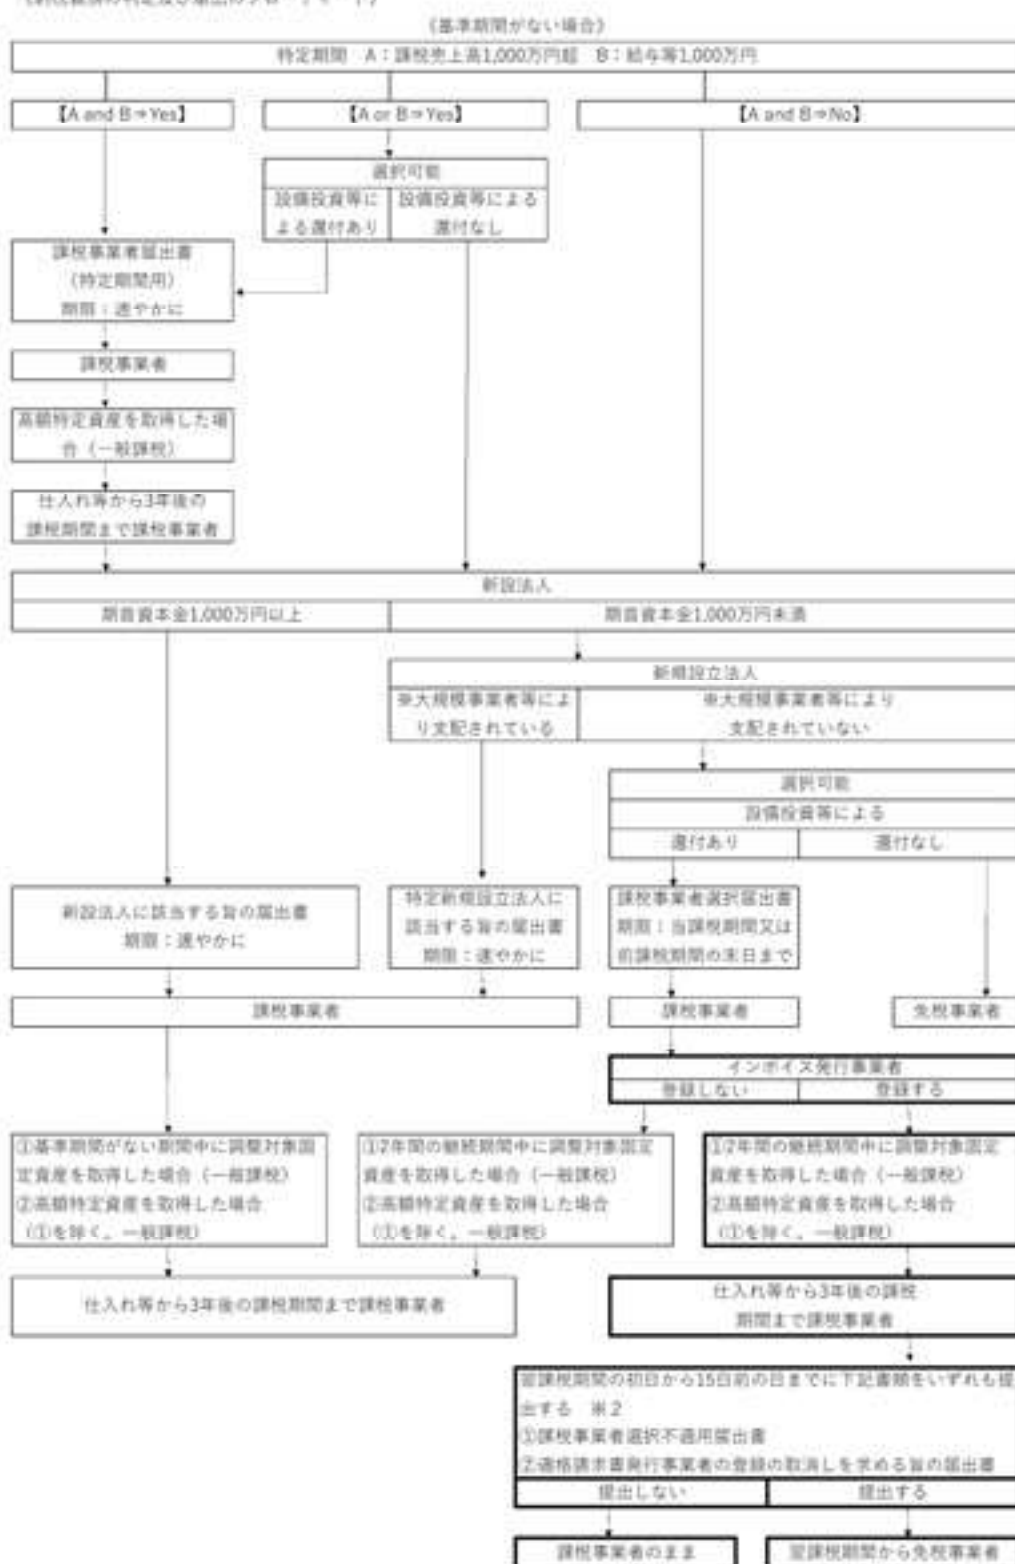 《基準期間がない場合》
特定期間 A：課税売上高1,000万円超 B：給与等1,000万円
【A and B⇒Yes】
【A or B⇒Yes】
【A and B⇒No】
選択可能
設備投資等に
よる還付あり
設備投資等による
還付なし
課税事業者届出書
（特定期間用）
期限：速やかに
課税事業者
高額特定資産を取得した場
合（一般課税）
仕入れ等から3年後の
課税期間まで課税事業者
新設法人
期首資本金1,000万円以上
期首資本金1,000万円未満
新規設立法人
※大規模事業者等によ
り支配されている
※大規模事業者等により
支配されていない
選択可能
設備投資等による
還付あり
還付なし
新設法人に該当する旨の届出書
期限：速やかに
特定新規設立法人に
該当する旨の届出書
期限：速やかに
課税事業者選択届出書
期限：当課税期間又は
前課税期間の末日まで
課税事業者
課税事業者
免税事業者
インボイス発行事業者
登録しない
登録する
①基準期間がない期間中に調整対象固
定資産を取得した場合（一般課税）
②高額特定資産を取得した場合
（①を除く。一般課税）
①2年間の継続期間中に調整対象固定
資産を取得した場合（一般課税）
②高額特定資産を取得した場合
（①を除く。一般課税）
①2年間の継続期間中に調整対象固定
資産を取得した場合（一般課税）
②高額特定資産を取得した場合
（①を除く。一般課税）
仕入れ等から3年後の課税期間まで課税事業者
仕入れ等から3年後の課税
期間まで課税事業者
翌課税期間の初日から15日前の日までに下記書類をいずれも提
出する ※2
①課税事業者選択不適用届出書
②適格請求書発行事業者の登録の取消しを求める旨の届出書
提出しない
提出する
課税事業者のまま
翌課税期間から免税事業者